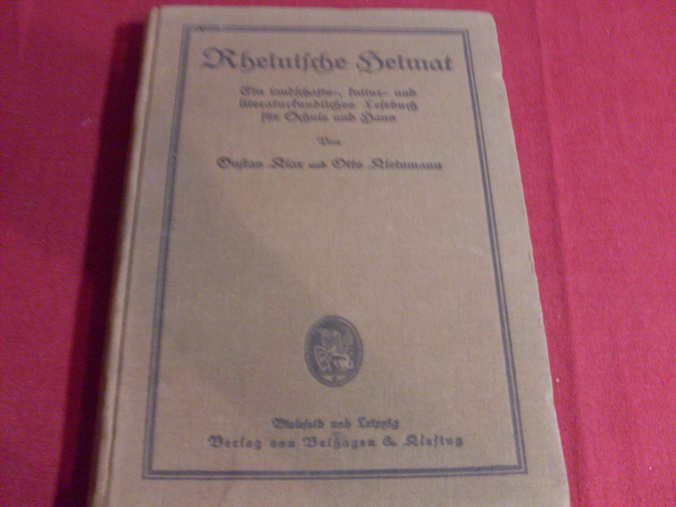 Rheinische Heimat
Ein landschafts-, kultur- und
literaturkundliches Lesebuch
für Schule und Haus
Von
Gustav Klar und Otto Kleinmann
Bielefeld und Leipzig
Verlag von Velhagen & Klasing